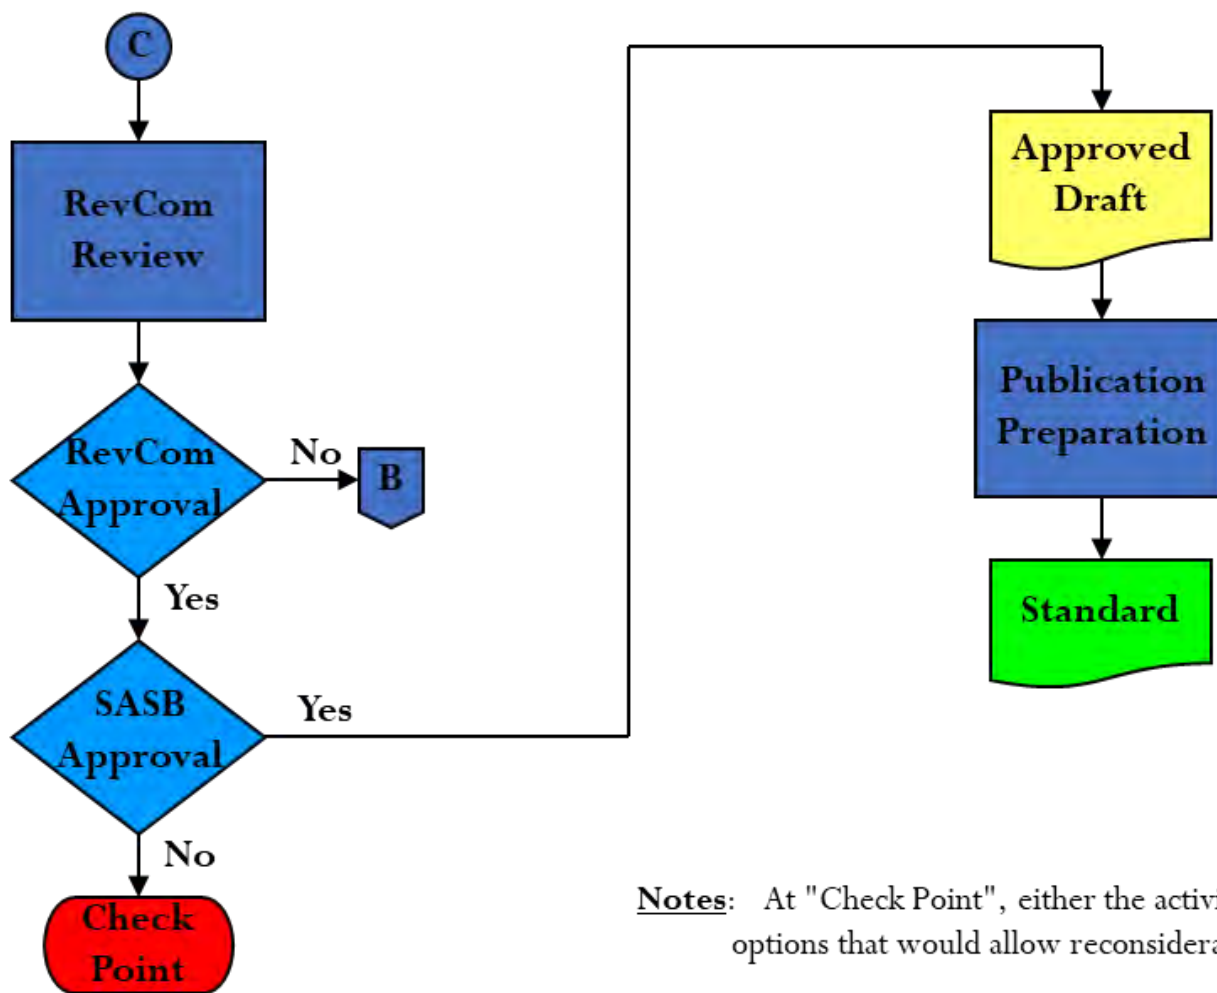 C
RevCom
Review
RevCom
Approval
No
B
Yes
SASB
Approval
Yes
No
Check
Point
Approved
Draft
Publication
Preparation
Standard
Notes: At "Check Point", either the activi
options that would allow reconsidera